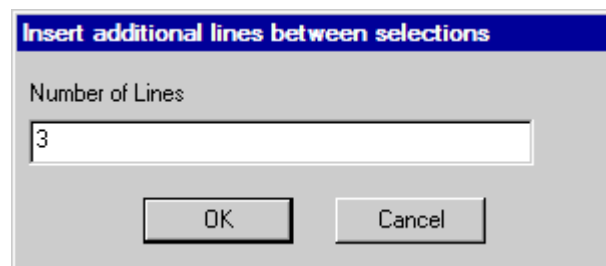 Insert additional lines between selections
Number of Lines
3
OK
Cancel